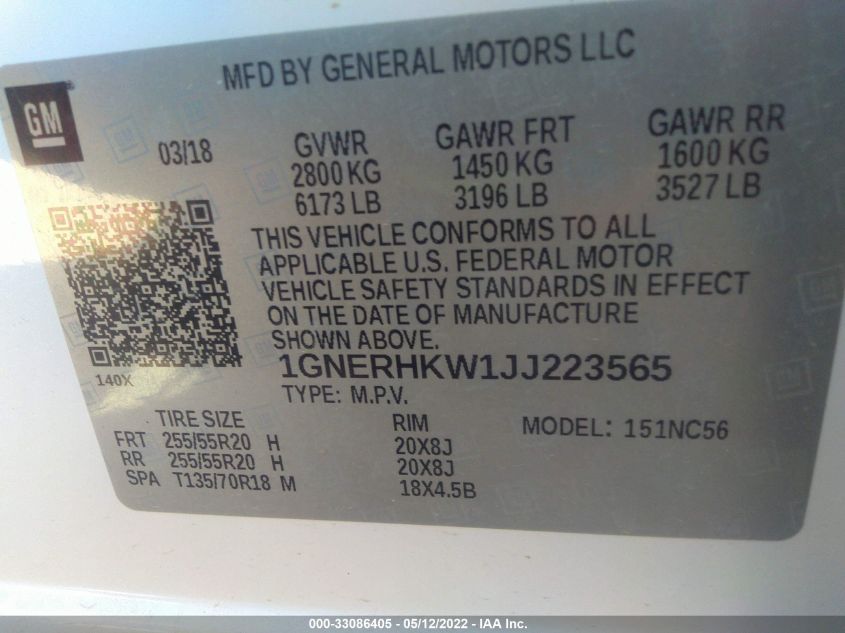 MFD BY GENERAL MOTORS LLC
GM
03/18 GVWR GAWR FRT GAWR RR
2800 KG 1450 KG 1600 KG
6173 LB 3196 LB 3527 LB
THIS VEHICLE CONFORMS TO ALL
APPLICABLE U.S. FEDERAL MOTOR
VEHICLE SAFETY STANDARDS IN EFFECT
ON THE DATE OF MANUFACTURE
SHOWN ABOVE.
1GNERHKW1JJ223565
140X
TYPE: M.P.V.
TIRE SIZE RIM MODEL: 151NC56
FRT 255/55R20 H 20X8J
RR 255/55R20 H 20X8J
SPA T135/70R18 M 18X4.5B
000-33086405 - 05/12/2022 - IAA Inc.